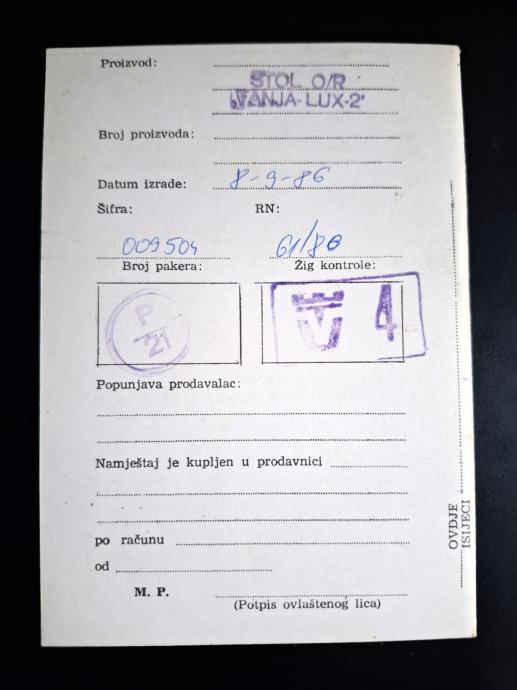 Proizvod:
STOL O/R
„VANJA-LUX-2"
Broj proizvoda:
Datum izrade: 8-9-86
Šifra: RN:
009504 61/86
Broj pakera: Žig kontrole:
P/21 4
Popunjava prodavalac:
Namještaj je kupljen u prodavnici
po računu
od
M. P.
(Potpis ovlaštenog lica)
OVDJE
ISIJECI